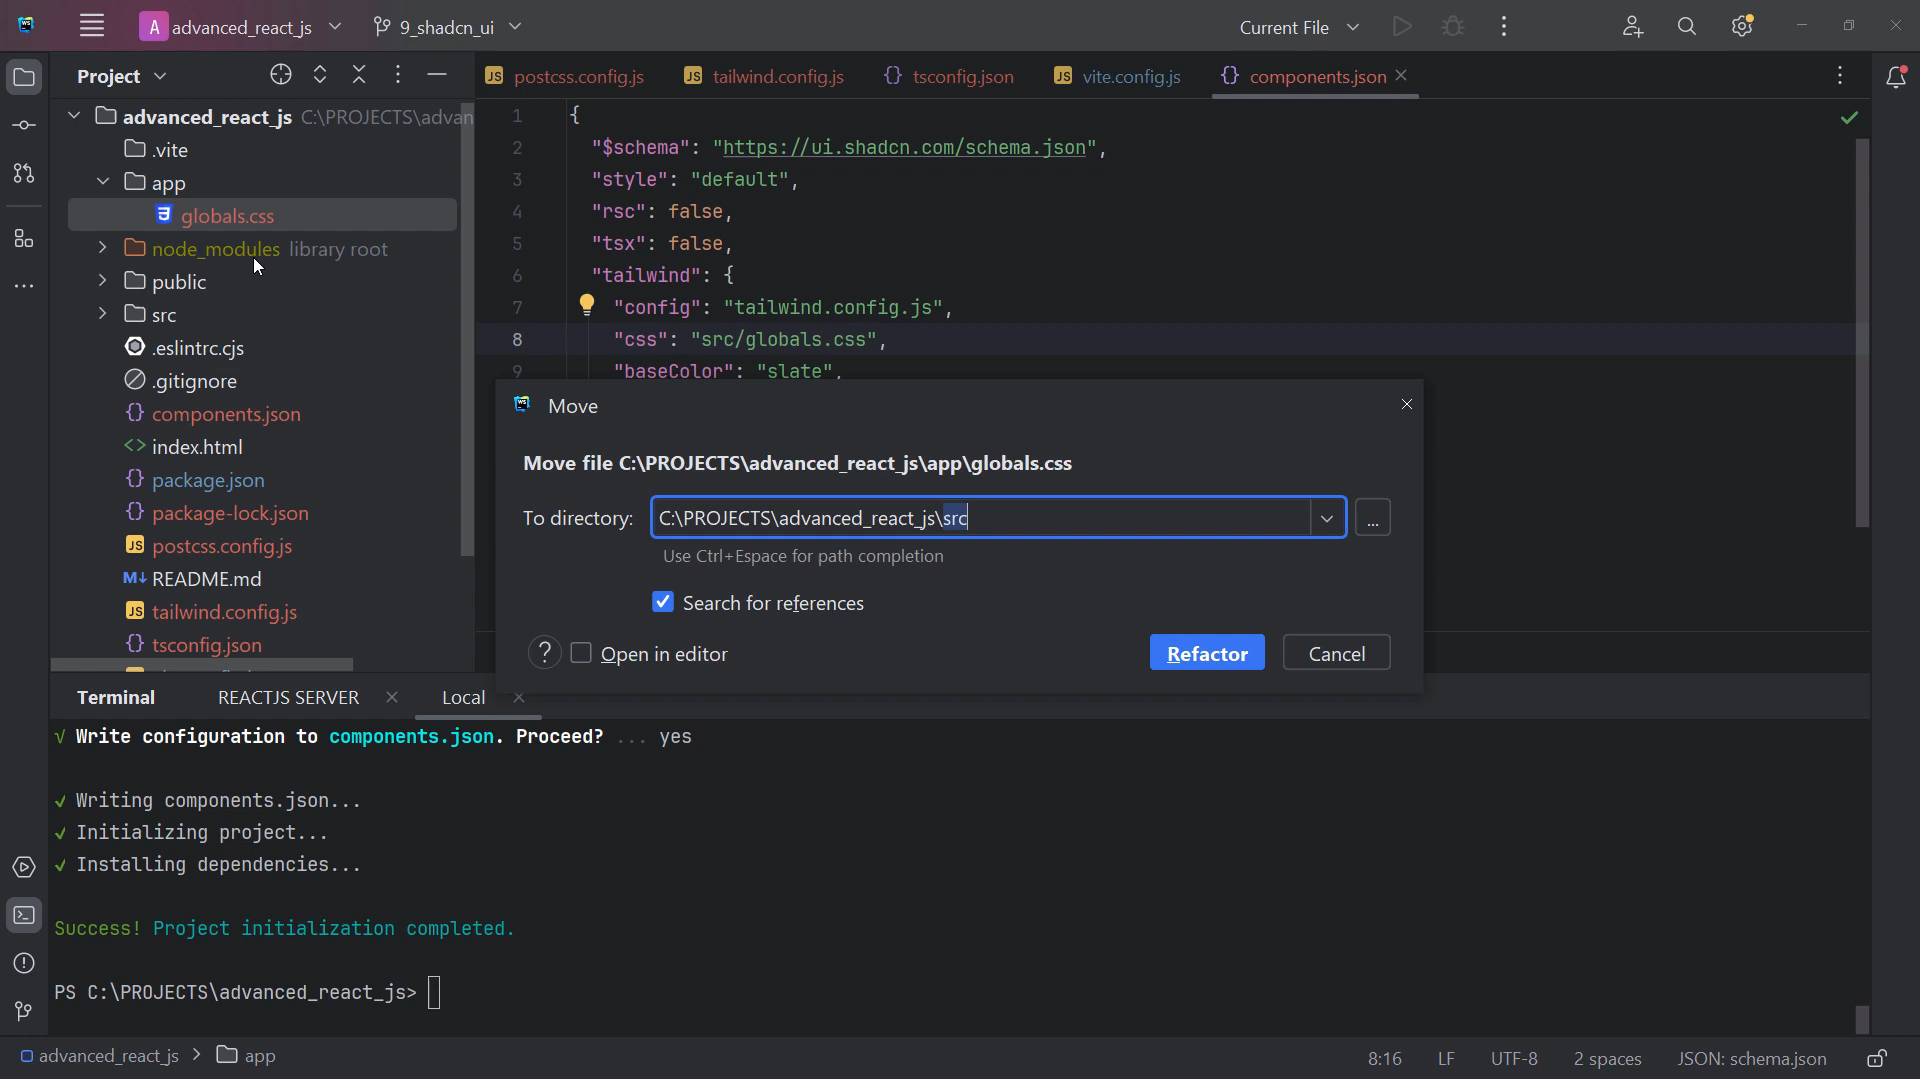 WS A advanced_react_js 9_shadcn_ui Current File
Project
JS postcss.config.js JS tailwind.config.js {} tsconfig.json JS vite.config.js {} components.json
advanced_react_js C:\PROJECTS\advan
.vite
app
globals.css
node_modules library root
public
src
.eslintrc.cjs
.gitignore
{} components.json
<> index.html
{} package.json
{} package-lock.json
JS postcss.config.js
M↓ README.md
JS tailwind.config.js
{} tsconfig.json
1 {
2 "$schema": "https://ui.shadcn.com/schema.json",
3 "style": "default",
4 "rsc": false,
5 "tsx": false,
6 "tailwind": {
7 "config": "tailwind.config.js",
8 "css": "src/globals.css",
9 "baseColor": "slate",
WS Move
Move file C:\PROJECTS\advanced_react_js\app\globals.css
To directory: C:\PROJECTS\advanced_react_js\src ...
Use Ctrl+Espace for path completion
Search for references
? Open in editor Refactor Cancel
Terminal REACTJS SERVER Local
√ Write configuration to components.json. Proceed? ... yes
✔ Writing components.json...
✔ Initializing project...
✔ Installing dependencies...
Success! Project initialization completed.
PS C:\PROJECTS\advanced_react_js>
advanced_react_js > app 8:16 LF UTF-8 2 spaces JSON: schema.json